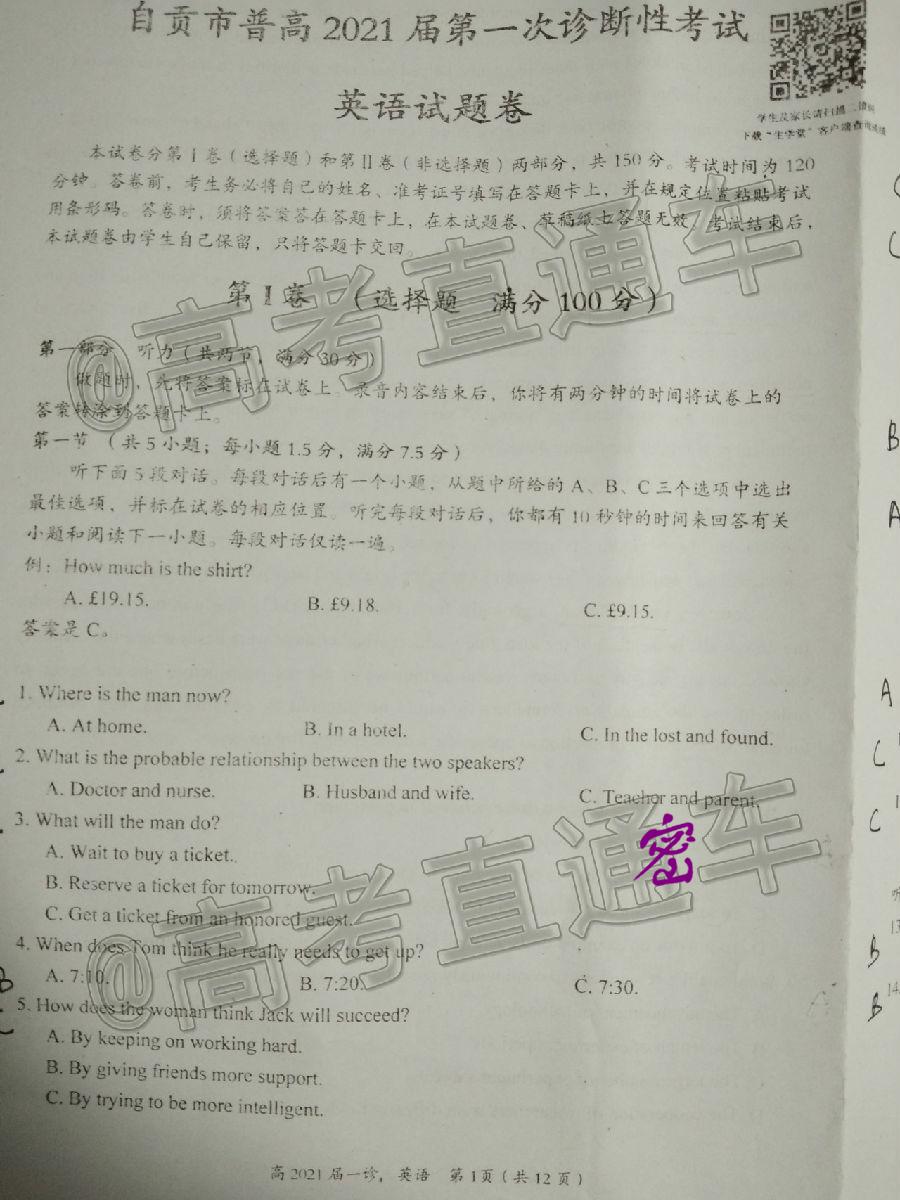 自贡市普高2021届第一次诊断性考试
学生及家长请扫描二维码
下载“生学堂”客户端查询成绩
英语试题卷
本试卷分第Ⅰ卷（选择题）和第Ⅱ卷（非选择题）两部分，共150分。考试时间为120
分钟。答卷前，考生务必将自己的姓名、准考证号填写在答题卡上，并在规定位置粘贴考试
用条形码。答卷时，须将答案答在答题卡上，在本试题卷、草稿纸上答题无效。考试结束后，
本试题卷由学生自己保留，只将答题卡交回。
第Ⅰ卷 （选择题 满分100分）
第一部分 听力（共两节，满分30分）
做题时，先将答案标在试卷上。录音内容结束后，你将有两分钟的时间将试卷上的
答案转涂到答题卡上。
第一节 （共5小题；每小题1.5分，满分7.5分）
听下面5段对话。每段对话后有一个小题，从题中所给的A、B、C三个选项中选出
最佳选项，并标在试卷的相应位置。听完每段对话后，你都有10秒钟的时间来回答有关
小题和阅读下一小题。每段对话仅读一遍。
例：How much is the shirt?
A. £19.15. B. £9.18. C. £9.15.
答案是C。
1. Where is the man now?
A. At home. B. In a hotel. C. In the lost and found.
2. What is the probable relationship between the two speakers?
A. Doctor and nurse. B. Husband and wife. C. Teacher and parent.
3. What will the man do?
A. Wait to buy a ticket.
B. Reserve a ticket for tomorrow.
C. Get a ticket from an honored guest.
4. When does Tom think he really needs to get up?
A. 7:10. B. 7:20. C. 7:30.
5. How does the woman think Jack will succeed?
A. By keeping on working hard.
B. By giving friends more support.
C. By trying to be more intelligent.
高2021届一诊，英语 第1页（共12页）
@高考直通车
@高考直通车
密
C
B
A
A
C
C
B
B
13
14
B